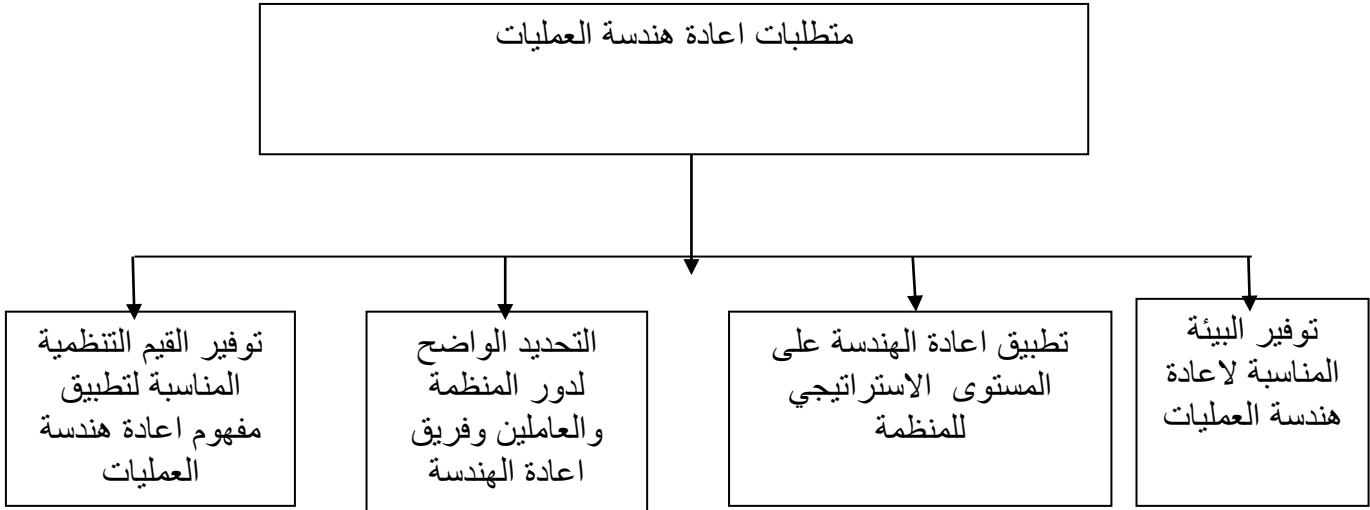 متطلبات اعادة هندسة العمليات
توفير البيئة
المناسبة لاعادة
هندسة العمليات
تطبيق اعادة الهندسة على
المستوى الاستراتيجي
للمنظمة
التحديد الواضح
لدور المنظمة
والعاملين وفريق
اعادة الهندسة
توفير القيم التنظمية
المناسبة لتطبيق
مفهوم اعادة هندسة
العمليات